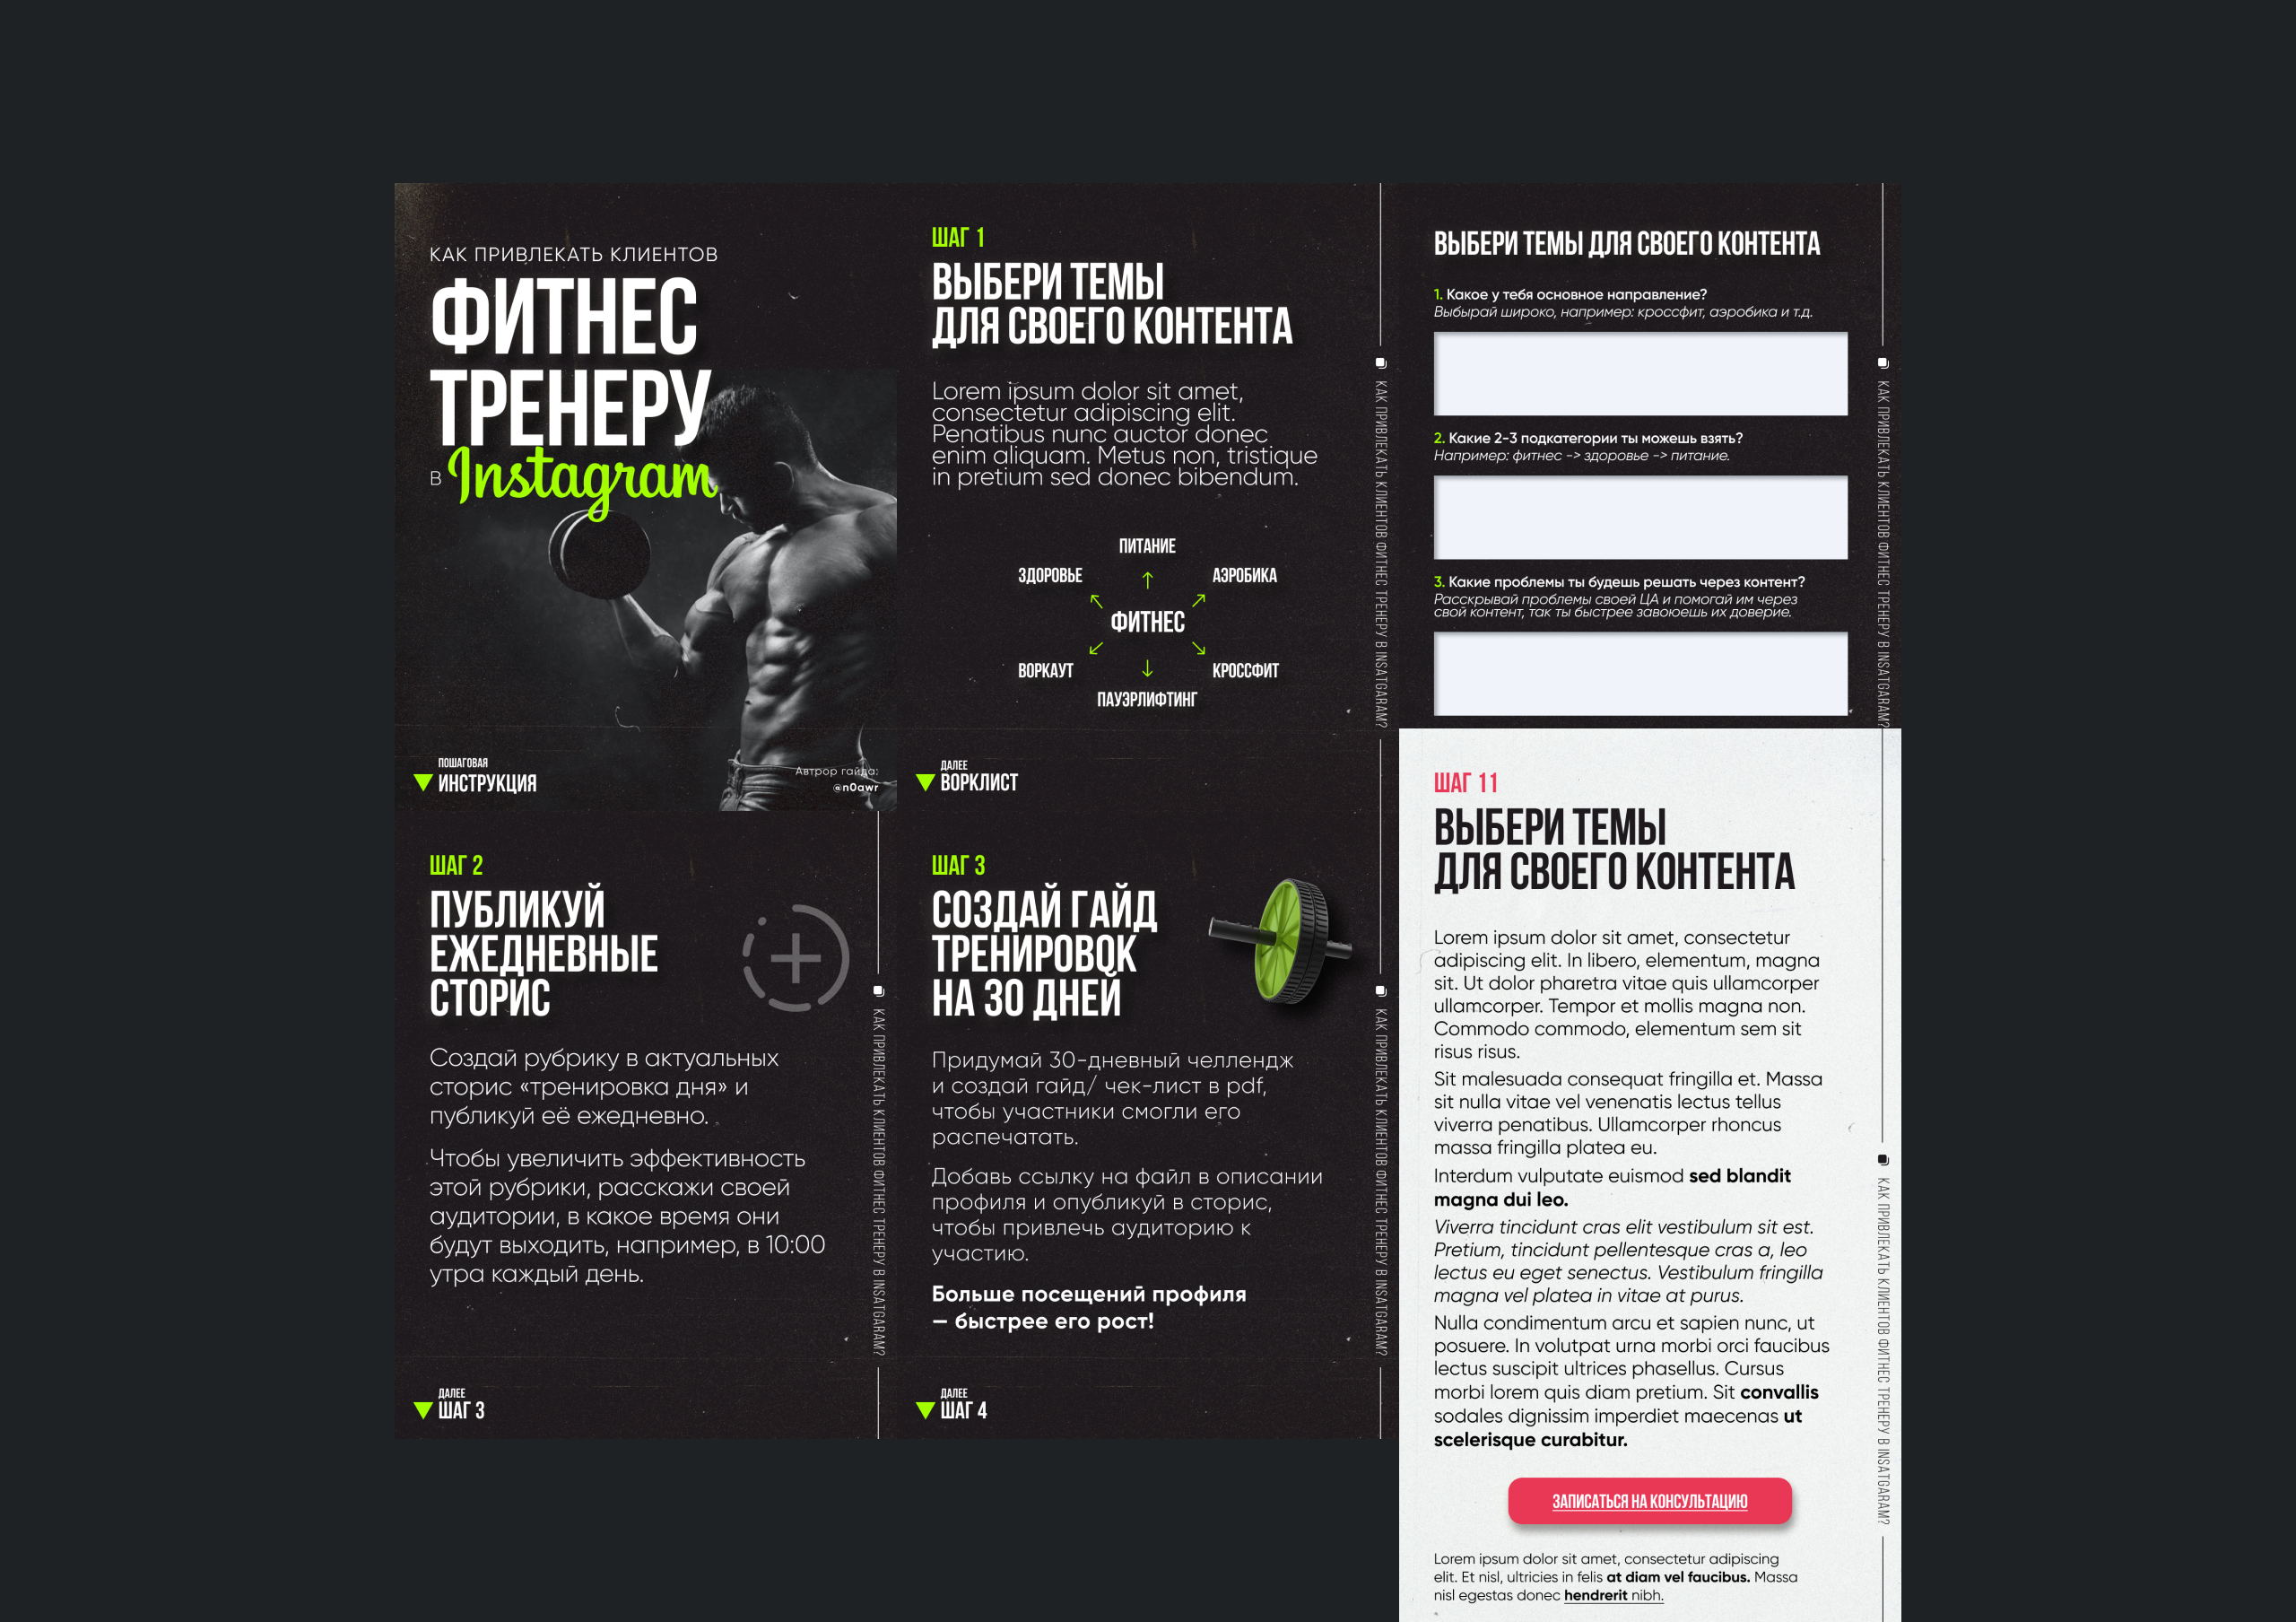 КАК ПРИВЛЕКАТЬ КЛИЕНТОВ
ФИТНЕС
ТРЕНЕРУ
В Instagram
ПОШАГОВАЯ
ИНСТРУКЦИЯ
Автрор гайда:
@n0awr
ШАГ 1
ВЫБЕРИ ТЕМЫ
ДЛЯ СВОЕГО КОНТЕНТА
Lorem ipsum dolor sit amet,
consectetur adipiscing elit.
Penatibus nunc auctor donec
enim aliquam. Metus non, tristique
in pretium sed donec bibendum.
ПИТАНИЕ
ЗДОРОВЬЕ
АЭРОБИКА
ФИТНЕС
ВОРКАУТ
КРОССФИТ
ПАУЭРЛИФТИНГ
ДАЛЕЕ
ВОРКЛИСТ
КАК ПРИВЛЕКАТЬ КЛИЕНТОВ ФИТНЕС ТРЕНЕРУ В INSATGARAM?
ВЫБЕРИ ТЕМЫ ДЛЯ СВОЕГО КОНТЕНТА
1. Какое у тебя основное направление?
Выбырай широко, например: кроссфит, аэробика и т.д.
2. Какие 2-3 подкатегории ты можешь взять?
Например: фитнес -> здоровье -> питание.
3. Какие проблемы ты будешь решать через контент?
Расскрывай проблемы своей ЦА и помогай им через
свой контент, так ты быстрее завоюешь их доверие.
КАК ПРИВЛЕКАТЬ КЛИЕНТОВ ФИТНЕС ТРЕНЕРУ В INSATGARAM?
ШАГ 2
ПУБЛИКУЙ
ЕЖЕДНЕВНЫЕ
СТОРИС
Создай рубрику в актуальных
сторис «тренировка дня» и
публикуй её ежедневно.
Чтобы увеличить эффективность
этой рубрики, расскажи своей
аудитории, в какое время они
будут выходить, например, в 10:00
утра каждый день.
ДАЛЕЕ
ШАГ 3
КАК ПРИВЛЕКАТЬ КЛИЕНТОВ ФИТНЕС ТРЕНЕРУ В INSATGARAM?
ШАГ 3
СОЗДАЙ ГАЙД
ТРЕНИРОВОК
НА 30 ДНЕЙ
Придумай 30-дневный челлендж
и создай гайд/ чек-лист в pdf,
чтобы участники смогли его
распечатать.
Добавь ссылку на файл в описании
профиля и опубликуй в сторис,
чтобы привлечь аудиторию к
участию.
Больше посещений профиля
— быстрее его рост!
ДАЛЕЕ
ШАГ 4
КАК ПРИВЛЕКАТЬ КЛИЕНТОВ ФИТНЕС ТРЕНЕРУ В INSATGARAM?
ШАГ 11
ВЫБЕРИ ТЕМЫ
ДЛЯ СВОЕГО КОНТЕНТА
Lorem ipsum dolor sit amet, consectetur
adipiscing elit. In libero, elementum, magna
sit. Ut dolor pharetra vitae quis ullamcorper
ullamcorper. Tempor et mollis magna non.
Commodo commodo, elementum sem sit
risus risus.
Sit malesuada consequat fringilla et. Massa
sit nulla vitae vel venenatis lectus tellus
viverra penatibus. Ullamcorper rhoncus
massa fringilla platea eu.
Interdum vulputate euismod sed blandit
magna dui leo.
Viverra tincidunt cras elit vestibulum sit est.
Pretium, tincidunt pellentesque cras a, leo
lectus eu eget senectus. Vestibulum fringilla
magna vel platea in vitae at purus.
Nulla condimentum arcu et sapien nunc, ut
posuere. In volutpat urna morbi orci faucibus
lectus suscipit ultrices phasellus. Cursus
morbi lorem quis diam pretium. Sit convallis
sodales dignissim imperdiet maecenas ut
scelerisque curabitur.
ЗАПИСАТЬСЯ НА КОНСУЛЬТАЦИЮ
Lorem ipsum dolor sit amet, consectetur adipiscing
elit. Et nisl, ultricies in felis at diam vel faucibus. Massa
nisl egestas donec hendrerit nibh.
КАК ПРИВЛЕКАТЬ КЛИЕНТОВ ФИТНЕС ТРЕНЕРУ В INSATGARAM?